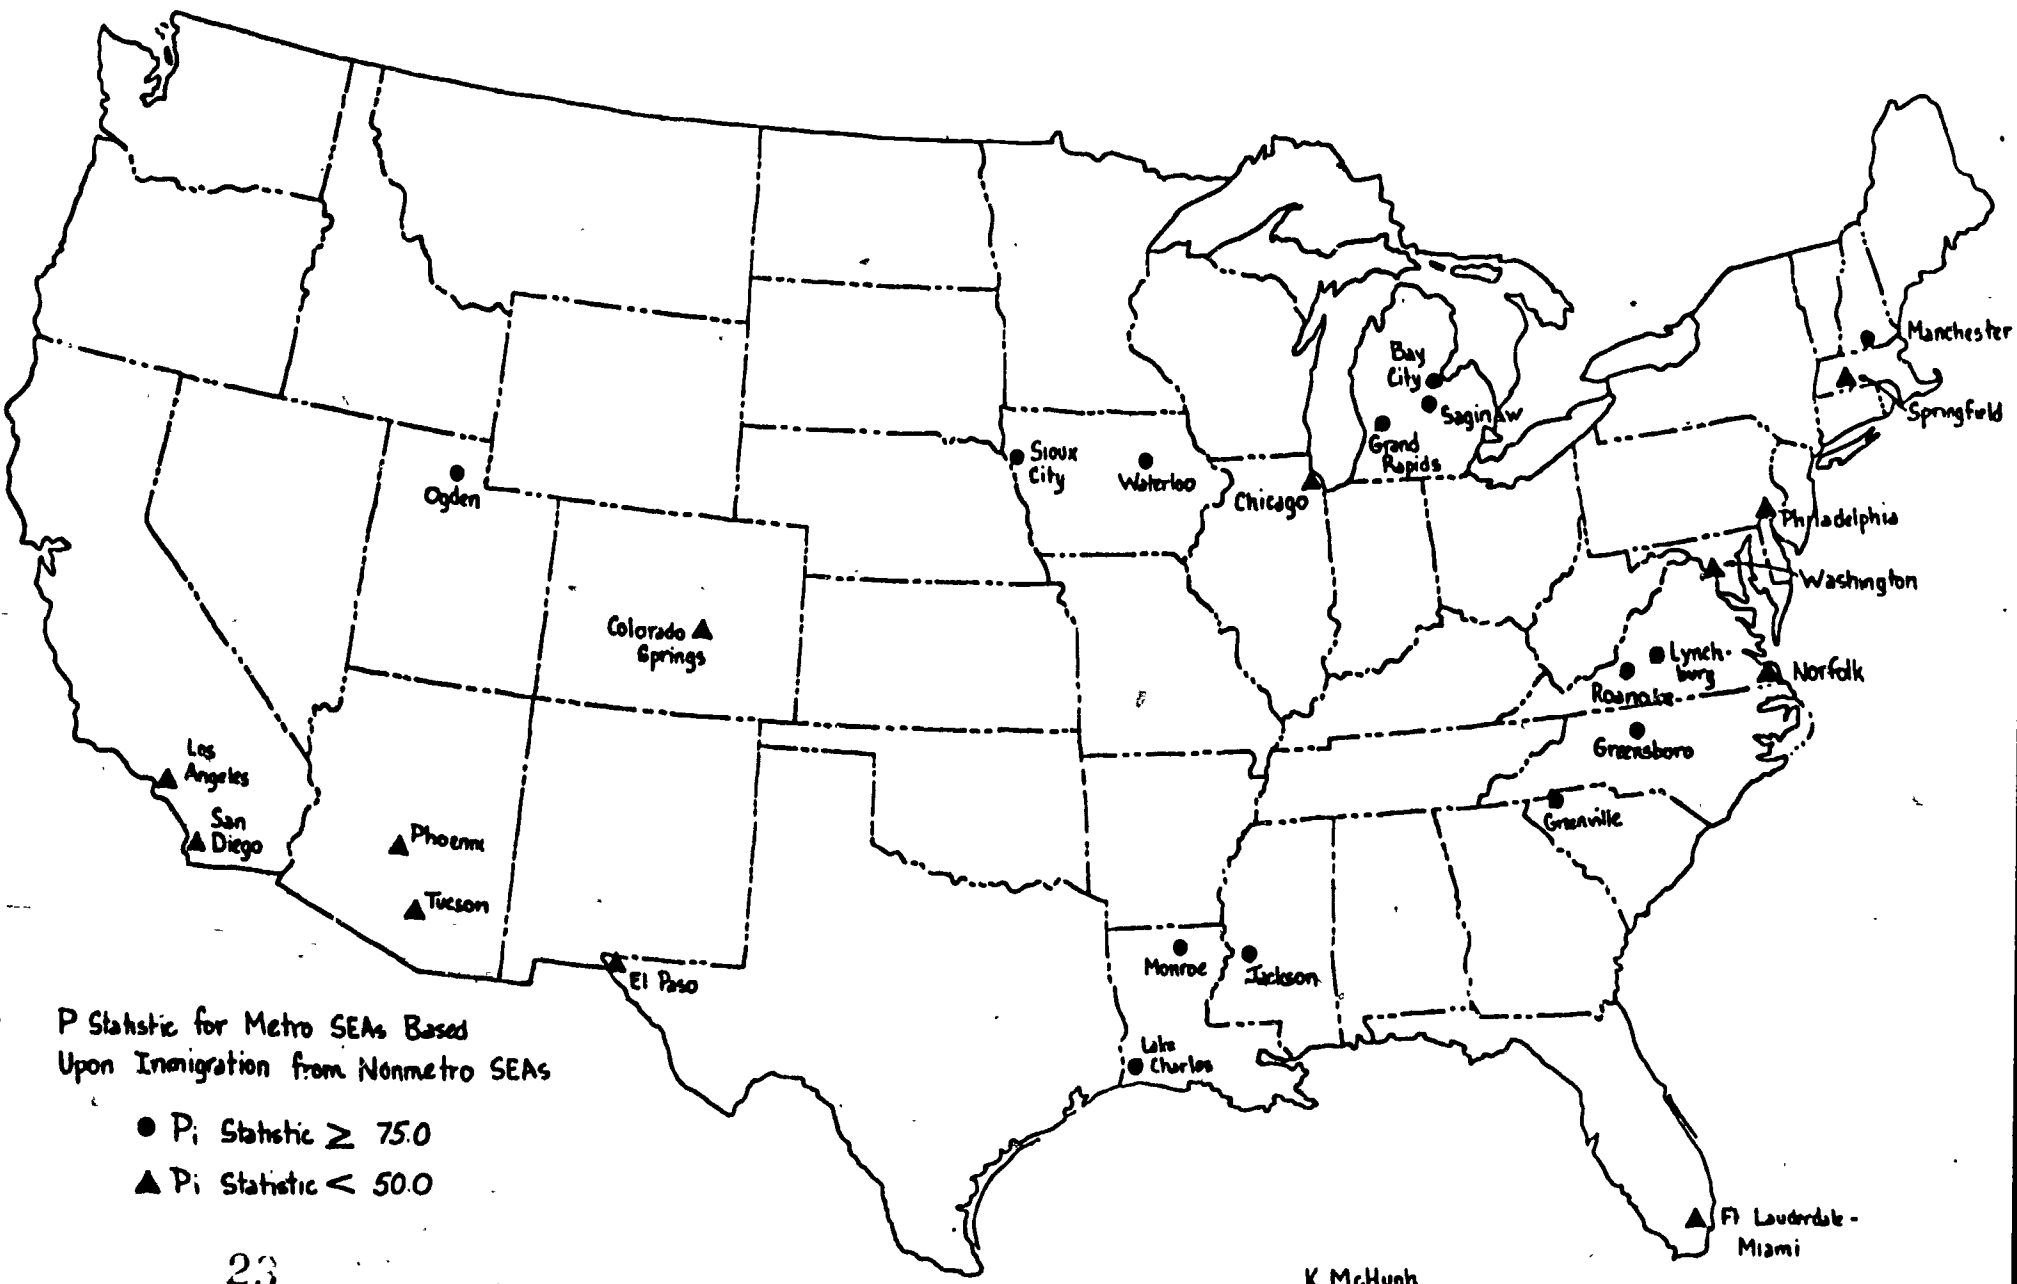 Manchester
Bay
City
Saginaw
Springfield
Grand
Rapids
Sioux
City
Waterloo
Ogden
Chicago
Philadelphia
Washington
Colorado
Springs
Lynch-
burg
Norfolk
Roanoke
Greensboro
Los
Angeles
San
Diego
Phoenix
Greenville
Tucson
Monroe
Jackson
El Paso
P Statistic for Metro SEAs Based
Upon Inmigration from Nonmetro SEAs
Lake
Charles
Pi Statistic ≥ 75.0
Pi Statistic < 50.0
Ft Lauderdale-
Miami
23
K McHugh